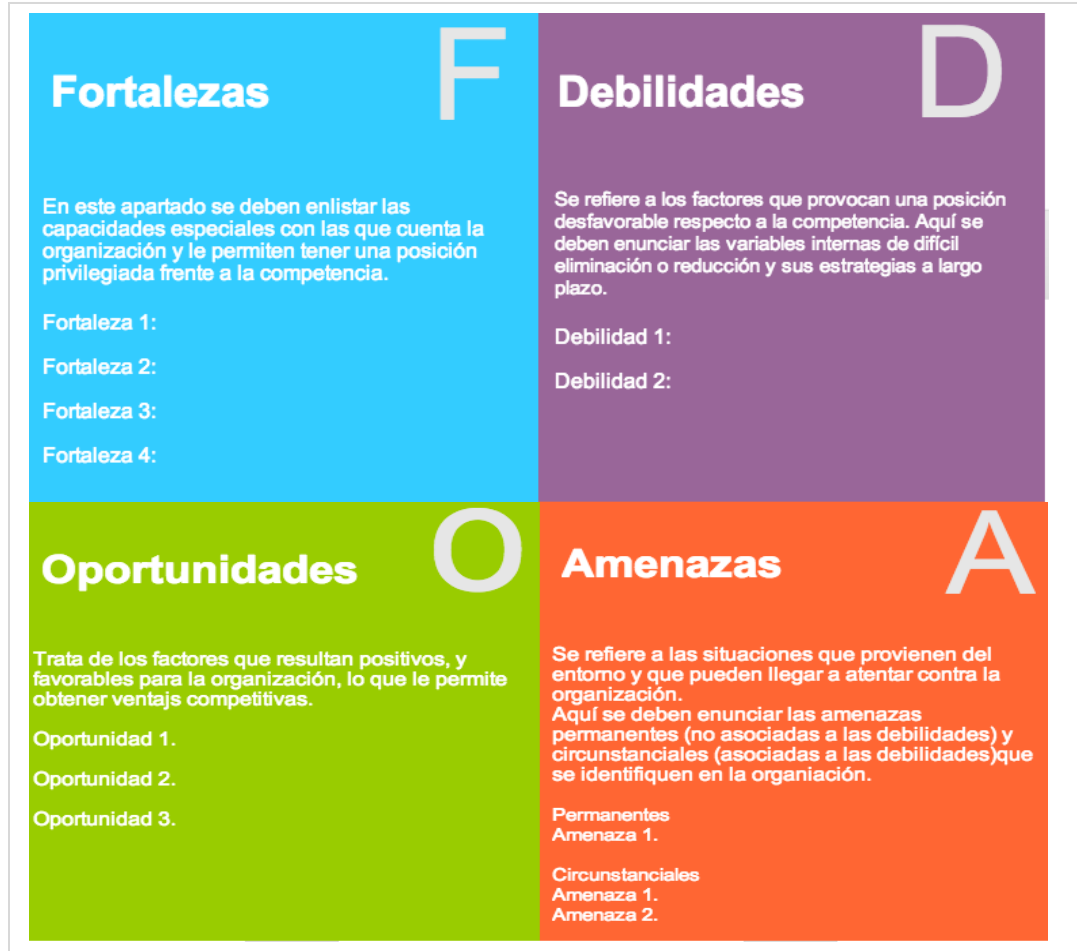 F
Fortalezas
En este apartado se deben enlistar las
capacidades especiales con las que cuenta la
organización y le permiten tener una posición
privilegiada frente a la competencia.
Fortaleza 1:
Fortaleza 2:
Fortaleza 3:
Fortaleza 4:
D
Debilidades
Se refiere a los factores que provocan una posición
desfavorable respecto a la competencia. Aquí se
deben enunciar las variables internas de difícil
eliminación o reducción y sus estrategias a largo
plazo.
Debilidad 1:
Debilidad 2:
O
Oportunidades
Trata de los factores que resultan positivos, y
favorables para la organización, lo que le permite
obtener ventajs competitivas.
Oportunidad 1.
Oportunidad 2.
Oportunidad 3.
A
Amenazas
Se refiere a las situaciones que provienen del
entorno y que pueden llegar a atentar contra la
organización.
Aquí se deben enunciar las amenazas
permanentes (no asociadas a las debilidades) y
circunstanciales (asociadas a las debilidades)que
se identifiquen en la organiación.
Permanentes
Amenaza 1.
Circunstanciales
Amenaza 1.
Amenaza 2.